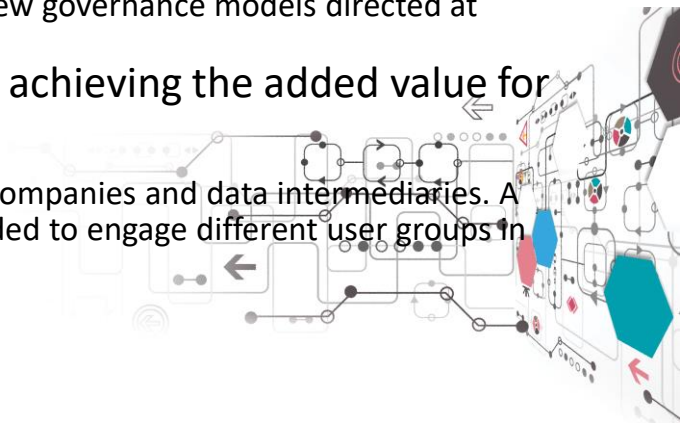 ew governance models directed at
achieving the added value for
ompanies and data intermediaries. A
led to engage different user groups in